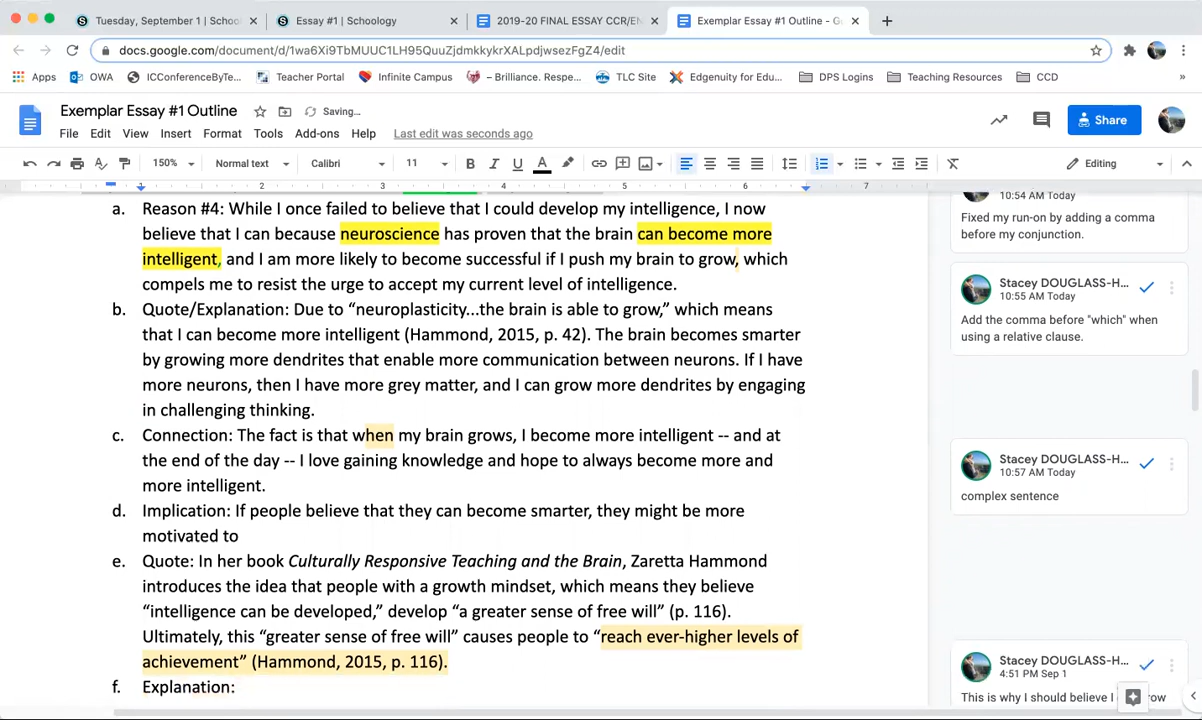 Tuesday, September 1 | Schoo
Essay #1 | Schoology
2019-20 FINAL ESSAY CCR/EN
Exemplar Essay #1 Outline - G
docs.google.com/document/d/1wa6Xi9TbMUUC1LH95QuuZjdmkkykrXALpdjwsezFgZ4/edit
Apps
OWA
ICConferenceByTe...
Teacher Portal
Infinite Campus
– Brilliance. Respe...
TLC Site
Edgenuity for Edu...
DPS Logins
Teaching Resources
CCD
Exemplar Essay #1 Outline
Saving...
File Edit View Insert Format Tools Add-ons Help
Last edit was seconds ago
Share
150%
Normal text
Calibri
11
B I U A
Editing
2 3 4 5 6 7
a. Reason #4: While I once failed to believe that I could develop my intelligence, I now
believe that I can because neuroscience has proven that the brain can become more
intelligent, and I am more likely to become successful if I push my brain to grow, which
compels me to resist the urge to accept my current level of intelligence.
b. Quote/Explanation: Due to “neuroplasticity...the brain is able to grow,” which means
that I can become more intelligent (Hammond, 2015, p. 42). The brain becomes smarter
by growing more dendrites that enable more communication between neurons. If I have
more neurons, then I have more grey matter, and I can grow more dendrites by engaging
in challenging thinking.
c. Connection: The fact is that when my brain grows, I become more intelligent -- and at
the end of the day -- I love gaining knowledge and hope to always become more and
more intelligent.
d. Implication: If people believe that they can become smarter, they might be more
motivated to
e. Quote: In her book Culturally Responsive Teaching and the Brain, Zaretta Hammond
introduces the idea that people with a growth mindset, which means they believe
“intelligence can be developed,” develop “a greater sense of free will” (p. 116).
Ultimately, this “greater sense of free will” causes people to “reach ever-higher levels of
achievement” (Hammond, 2015, p. 116).
f. Explanation:
10:54 AM Today
Fixed my run-on by adding a comma
before my conjunction.
Stacey DOUGLASS-H...
10:55 AM Today
Add the comma before "which" when
using a relative clause.
Stacey DOUGLASS-H...
10:57 AM Today
complex sentence
Stacey DOUGLASS-H...
4:51 PM Sep 1
This is why I should believe I